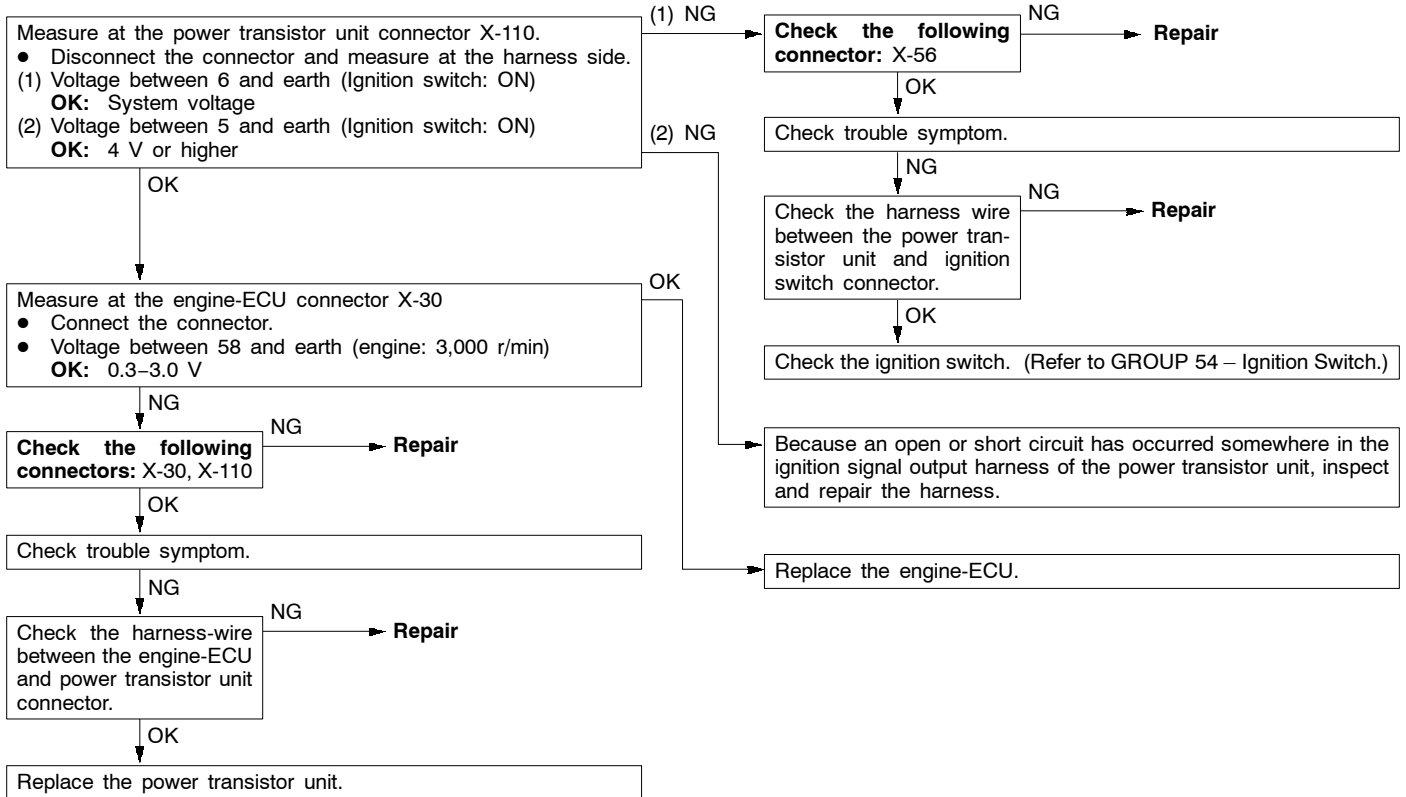 Measure at the power transistor unit connector X-110.
● Disconnect the connector and measure at the harness side.
(1) Voltage between 6 and earth (Ignition switch: ON)
OK: System voltage
(2) Voltage between 5 and earth (Ignition switch: ON)
OK: 4 V or higher
(1) NG
Check the following
connector: X-56
NG
Repair
OK
(2) NG
Check trouble symptom.
NG
Check the harness wire
between the power tran-
sistor unit and ignition
switch connector.
NG
Repair
OK
Check the ignition switch. (Refer to GROUP 54 – Ignition Switch.)
Because an open or short circuit has occurred somewhere in the
ignition signal output harness of the power transistor unit, inspect
and repair the harness.
OK
Measure at the engine-ECU connector X-30
● Connect the connector.
● Voltage between 58 and earth (engine: 3,000 r/min)
OK: 0.3–3.0 V
OK
Replace the engine-ECU.
NG
Check the following
connectors: X-30, X-110
NG
Repair
OK
Check trouble symptom.
NG
Check the harness-wire
between the engine-ECU
and power transistor unit
connector.
NG
Repair
OK
Replace the power transistor unit.